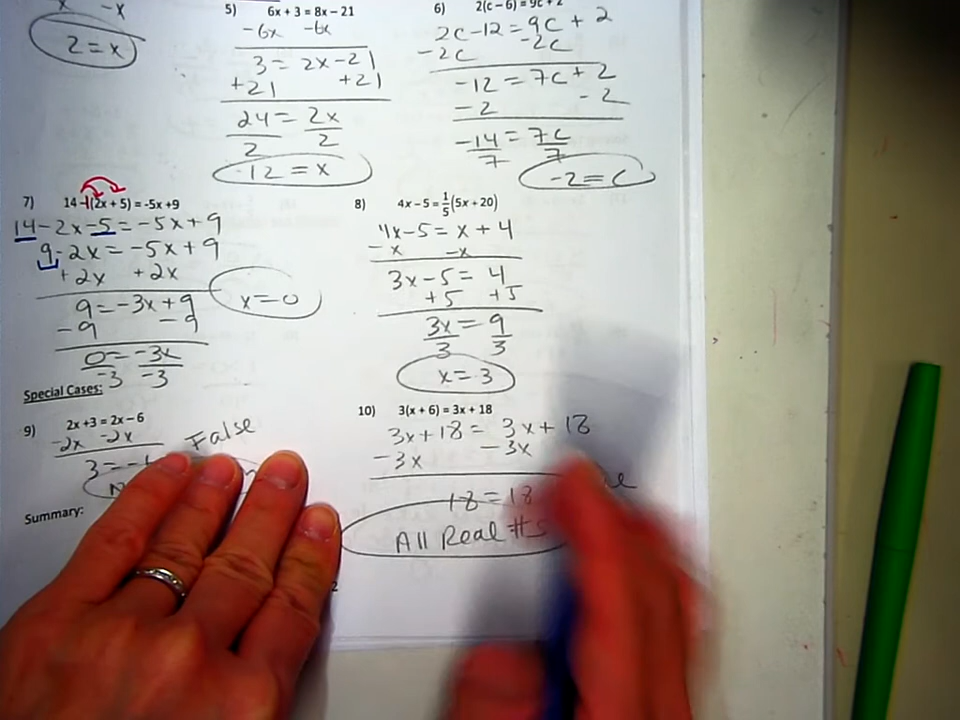 x -x
2 = x
5) 6x + 3 = 8x - 21
-6x -6x
3 = 2x - 21
+21 +21
24 = 2x
2 2
12 = x
6) 2(c - 6) = 9c + 2
2c - 12 = 9c + 2
-2c -2c
-12 = 7c + 2
-2 -2
-14 = 7c
7 7
-2 = c
7) 14 - 1(2x + 5) = -5x + 9
14 - 2x - 5 = -5x + 9
9 - 2x = -5x + 9
+2x +2x
9 = -3x + 9
-9 -9
0 = -3x
-3 -3
x = 0
8) 4x - 5 = 1/5(5x + 20)
4x - 5 = x + 4
-x -x
3x - 5 = 4
+5 +5
3x = 9
3 3
x = 3
Special Cases:
9) 2x + 3 = 2x - 6
-2x -2x
False
3 = -
10) 3(x + 6) = 3x + 18
3x + 18 = 3x + 18
-3x -3x
18 = 18
All Real #s
Summary: